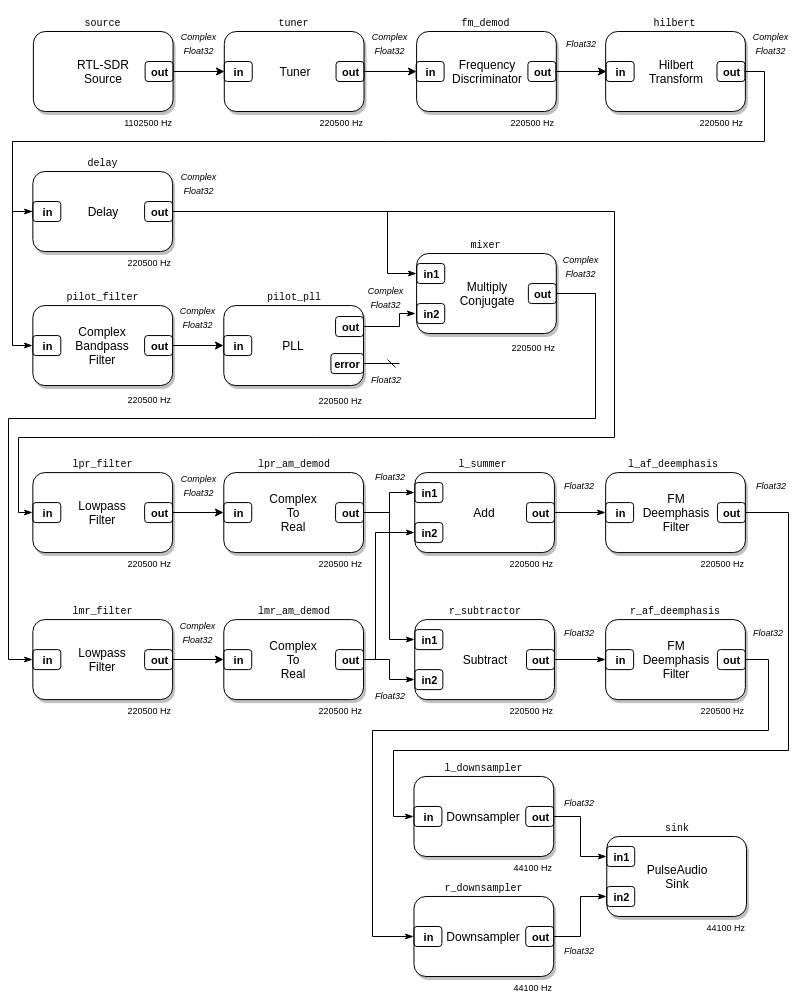 source
tuner
fm_demod
hilbert
Complex
Float32
Complex
Float32
Float32
Complex
Float32
RTL-SDR
Source
out
in
Tuner
out
in
Frequency
Discriminator
out
in
Hilbert
Transform
out
1102500 Hz
220500 Hz
220500 Hz
220500 Hz
delay
Complex
Float32
in
Delay
out
220500 Hz
mixer
Complex
Float32
in1
in2
Multiply
Conjugate
out
220500 Hz
pilot_filter
Complex
Float32
in
Complex
Bandpass
Filter
out
220500 Hz
pilot_pll
Complex
Float32
in
PLL
out
error
Float32
220500 Hz
lpr_filter
Complex
Float32
in
Lowpass
Filter
out
220500 Hz
lpr_am_demod
Float32
in
Complex
To
Real
out
220500 Hz
l_summer
Float32
in1
in2
Add
out
220500 Hz
l_af_deemphasis
Float32
in
FM
Deemphasis
Filter
out
220500 Hz
lmr_filter
Complex
Float32
in
Lowpass
Filter
out
220500 Hz
lmr_am_demod
in
Complex
To
Real
out
Float32
220500 Hz
r_subtractor
Float32
in1
in2
Subtract
out
220500 Hz
r_af_deemphasis
Float32
in
FM
Deemphasis
Filter
out
220500 Hz
l_downsampler
Float32
in
Downsampler
out
44100 Hz
r_downsampler
in
Downsampler
out
Float32
44100 Hz
sink
in1
in2
PulseAudio
Sink
44100 Hz